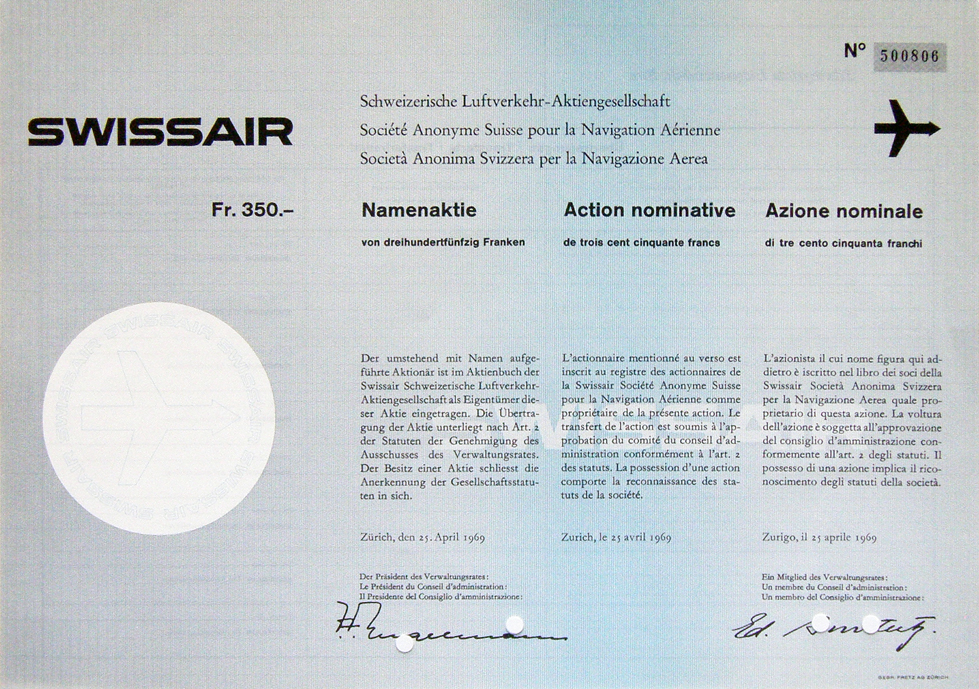 Nº 500806
SWISSAIR
Schweizerische Luftverkehr-Aktiengesellschaft
Société Anonyme Suisse pour la Navigation Aérienne
Società Anonima Svizzera per la Navigazione Aerea
Fr. 350.–
Namenaktie
von dreihundertfünfzig Franken
Action nominative
de trois cent cinquante francs
Azione nominale
di tre cento cinquanta franchi
Der umstehend mit Namen aufge-
führte Aktionär ist im Aktienbuch der
Swissair Schweizerische Luftverkehr-
Aktiengesellschaft als Eigentümer die-
ser Aktie eingetragen. Die Übertra-
gung der Aktie unterliegt nach Art. 2
der Statuten der Genehmigung des
Ausschusses des Verwaltungsrates.
Der Besitz einer Aktie schliesst die
Anerkennung der Gesellschaftsstatu-
ten in sich.
Zürich, den 25. April 1969
L'actionnaire mentionné au verso est
inscrit au registre des actionnaires de
la Swissair Société Anonyme Suisse
pour la Navigation Aérienne comme
propriétaire de la présente action. Le
transfert de l'action est soumis à l'ap-
probation du comité du conseil d'ad-
ministration conformément à l'art. 2
des statuts. La possession d'une action
comporte la reconnaissance des sta-
tuts de la société.
Zurich, le 25 avril 1969
L'azionista il cui nome figura qui ad-
dietro è iscritto nel libro dei soci della
Swissair Società Anonima Svizzera
per la Navigazione Aerea quale pro-
prietario di questa azione. La voltura
dell'azione è soggetta all'approvazione
del consiglio d'amministrazione con-
formemente all'art. 2 degli statuti. Il
possesso di una azione implica il rico-
noscimento degli statuti della società.
Zurigo, il 25 aprile 1969
Der Präsident des Verwaltungsrates:
Le Président du Conseil d'administration:
Il Presidente del Consiglio d'amministrazione:
Ein Mitglied des Verwaltungsrates:
Un membre du Conseil d'administration:
Un membro del Consiglio d'amministrazione:
Ed.
GEBR. FRETZ AG ZÜRICH